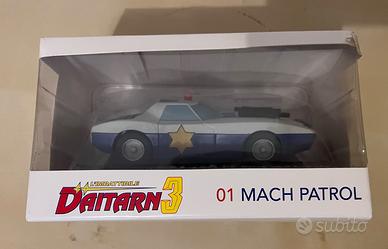 L'IMBATTIBILE
DAITARN 3
01 MACH PATROL
subito